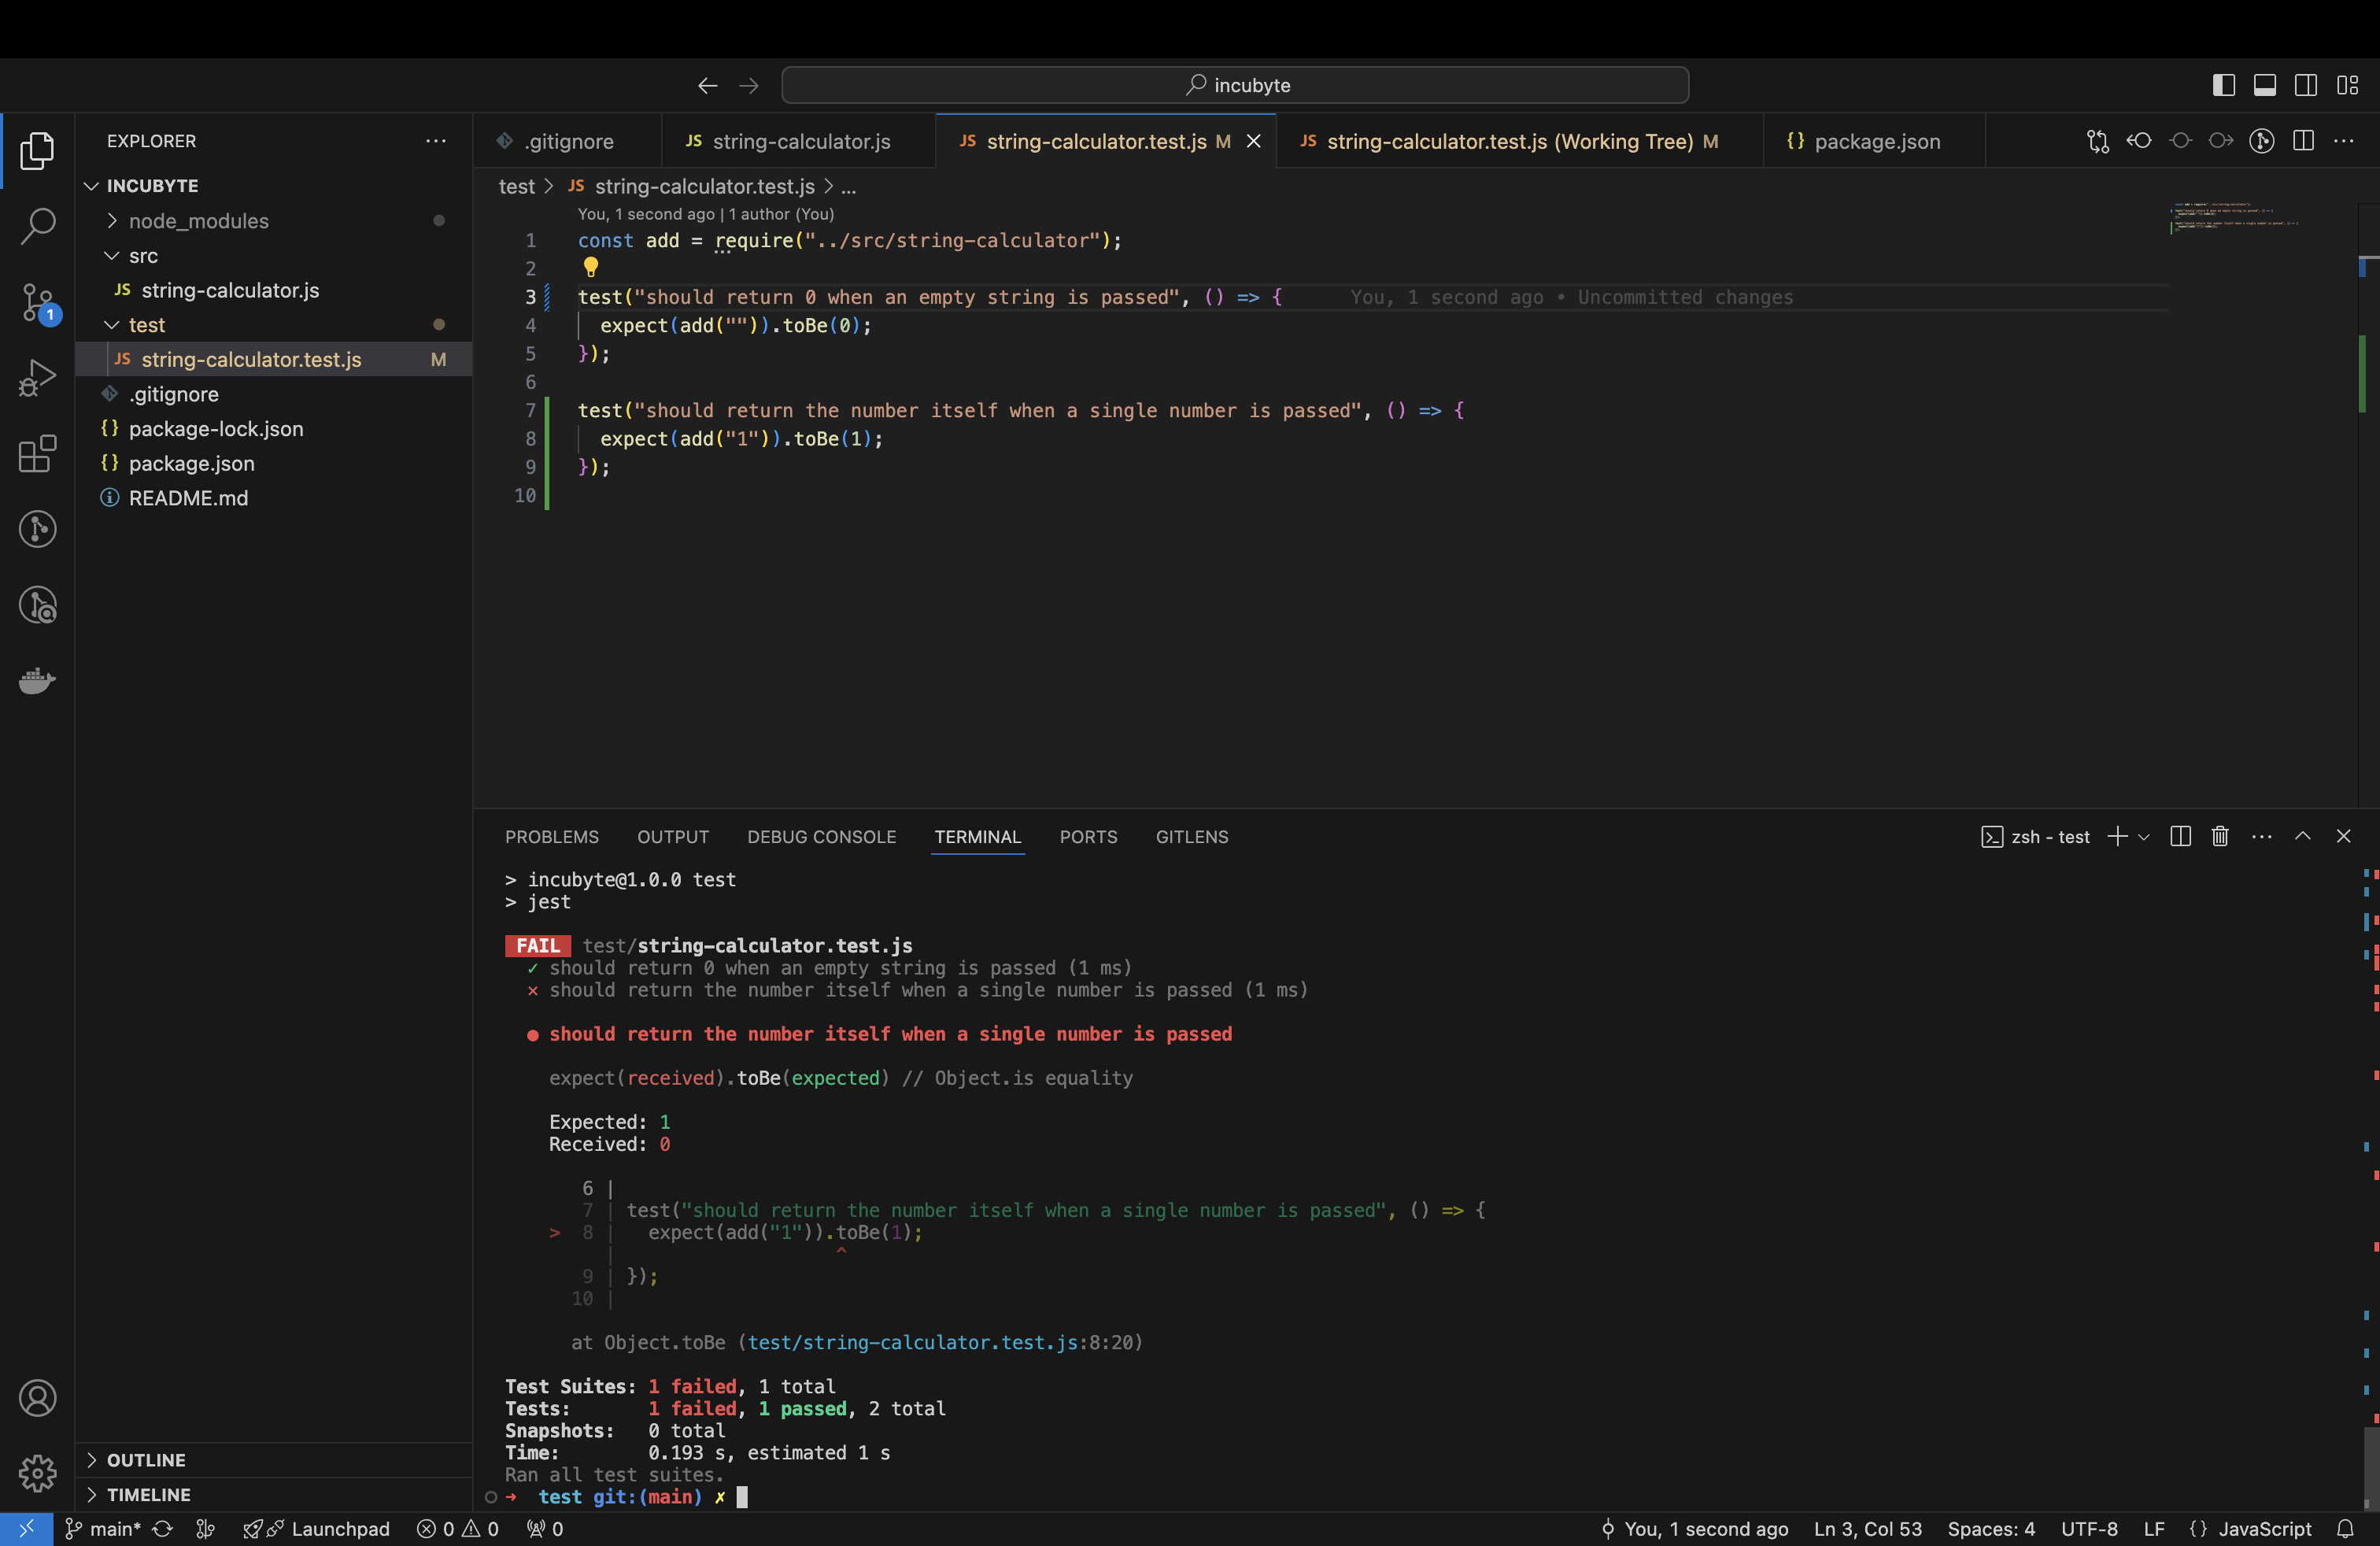 incubyte
EXPLORER
INCUBYTE
node_modules
src
JS string-calculator.js
test
JS string-calculator.test.js M
.gitignore
{} package-lock.json
{} package.json
README.md
OUTLINE
TIMELINE
1
.gitignore
JS string-calculator.js
JS string-calculator.test.js M
JS string-calculator.test.js (Working Tree) M
{} package.json
test > JS string-calculator.test.js > ...
You, 1 second ago | 1 author (You)
1 const add = require("../src/string-calculator");
2
3 test("should return 0 when an empty string is passed", () => { You, 1 second ago • Uncommitted changes
4 expect(add("")).toBe(0);
5 });
6
7 test("should return the number itself when a single number is passed", () => {
8 expect(add("1")).toBe(1);
9 });
10
PROBLEMS OUTPUT DEBUG CONSOLE TERMINAL PORTS GITLENS
zsh - test
> incubyte@1.0.0 test
> jest
FAIL test/string-calculator.test.js
✓ should return 0 when an empty string is passed (1 ms)
✕ should return the number itself when a single number is passed (1 ms)
● should return the number itself when a single number is passed
expect(received).toBe(expected) // Object.is equality
Expected: 1
Received: 0
6 |
7 | test("should return the number itself when a single number is passed", () => {
> 8 | expect(add("1")).toBe(1);
| ^
9 | });
10 |
at Object.toBe (test/string-calculator.test.js:8:20)
Test Suites: 1 failed, 1 total
Tests: 1 failed, 1 passed, 2 total
Snapshots: 0 total
Time: 0.193 s, estimated 1 s
Ran all test suites.
➜ test git:(main) ✗
main* Launchpad 0 0 0 You, 1 second ago Ln 3, Col 53 Spaces: 4 UTF-8 LF {} JavaScript